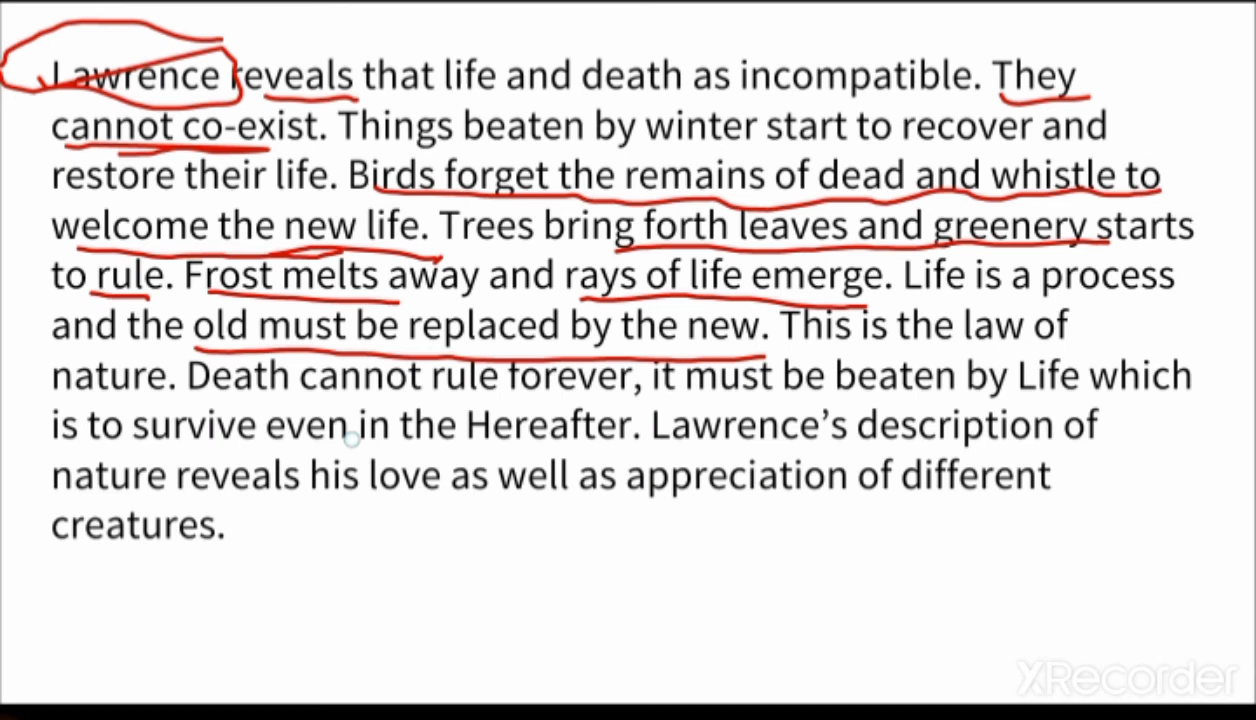 Lawrence reveals that life and death as incompatible. They
cannot co-exist. Things beaten by winter start to recover and
restore their life. Birds forget the remains of dead and whistle to
welcome the new life. Trees bring forth leaves and greenery starts
to rule. Frost melts away and rays of life emerge. Life is a process
and the old must be replaced by the new. This is the law of
nature. Death cannot rule forever, it must be beaten by Life which
is to survive even in the Hereafter. Lawrence’s description of
nature reveals his love as well as appreciation of different
creatures.
XRecorder